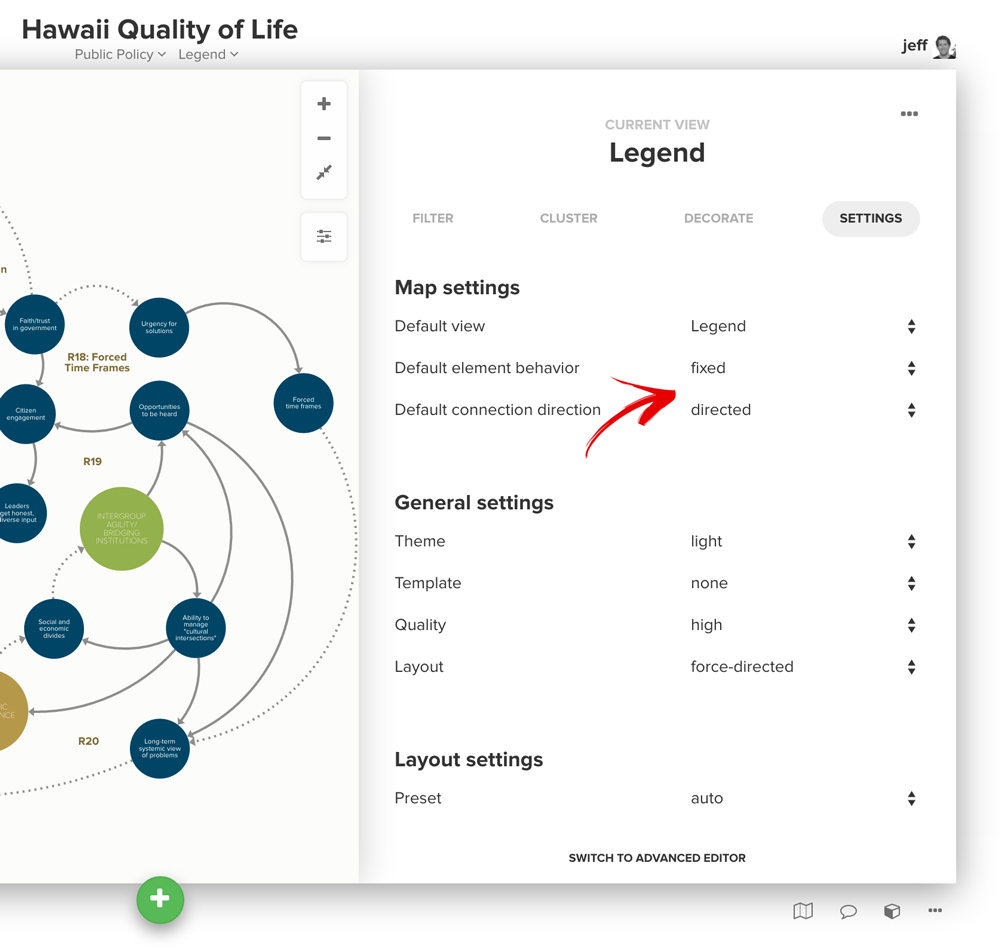 Hawaii Quality of Life
Public Policy Legend
jeff
n
Faith/trust
in government
Urgency for
solutions
R18: Forced
Time Frames
Citizen
engagement
Opportunities
to be heard
Forced
time frames
R19
Leaders
get honest,
diverse input
INTERGROUP
AGILITY/
BRIDGING
INSTITUTIONS
Social and
economic
divides
Ability to
manage
"cultural
intersections"
IC
NCE
R20
Long-term
systemic view
of problems
CURRENT VIEW
Legend
FILTER CLUSTER DECORATE SETTINGS
Map settings
Default view Legend
Default element behavior fixed
Default connection direction directed
General settings
Theme light
Template none
Quality high
Layout force-directed
Layout settings
Preset auto
SWITCH TO ADVANCED EDITOR